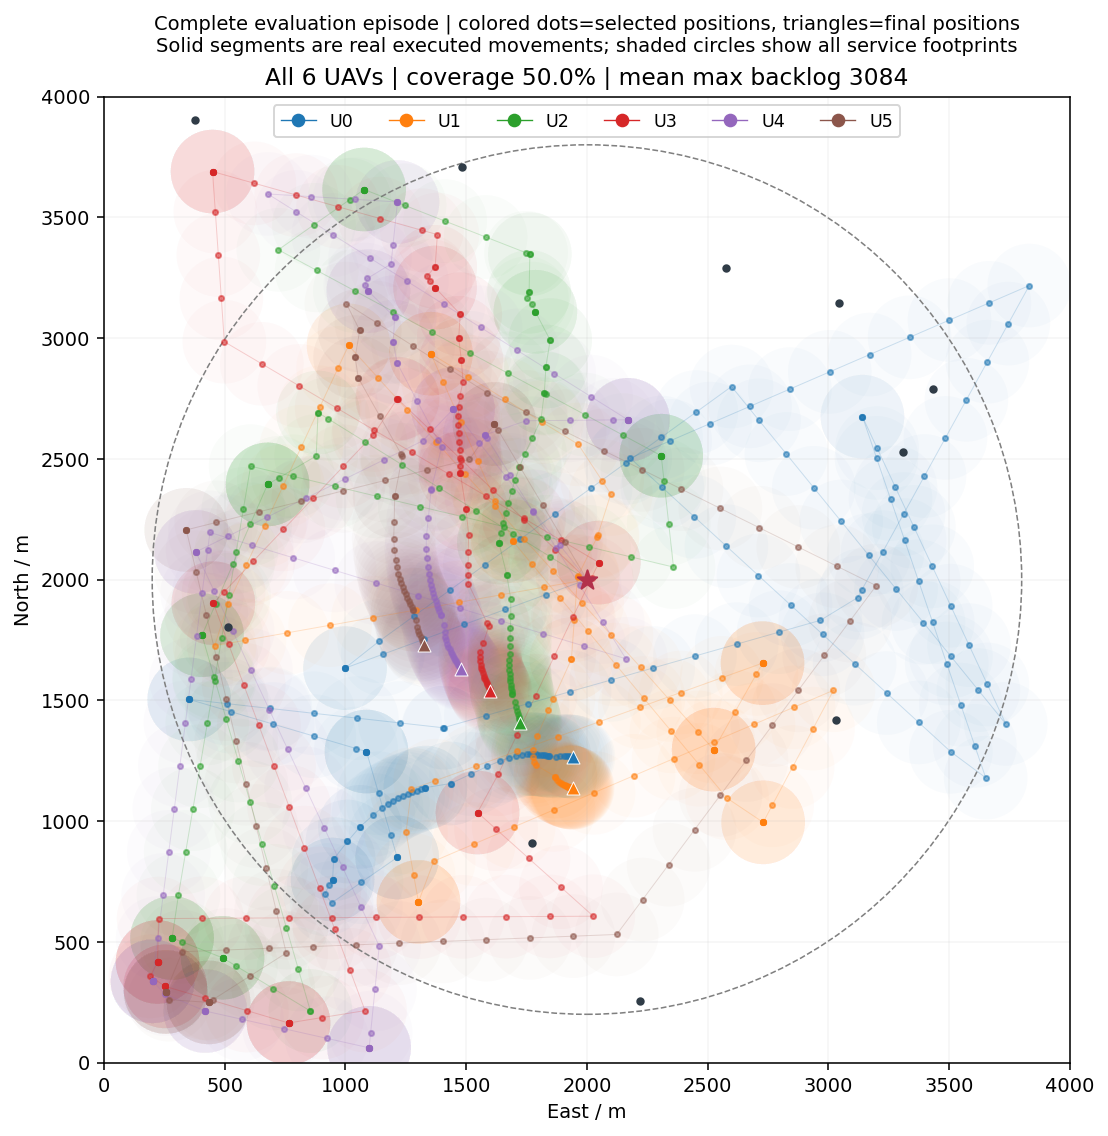 Complete evaluation episode | colored dots=selected positions, triangles=final positions
Solid segments are real executed movements; shaded circles show all service footprints
All 6 UAVs | coverage 50.0% | mean max backlog 3084
U0 U1 U2 U3 U4 U5
4000
3500
3000
2500
2000
1500
1000
500
0
North / m
0 500 1000 1500 2000 2500 3000 3500 4000
East / m